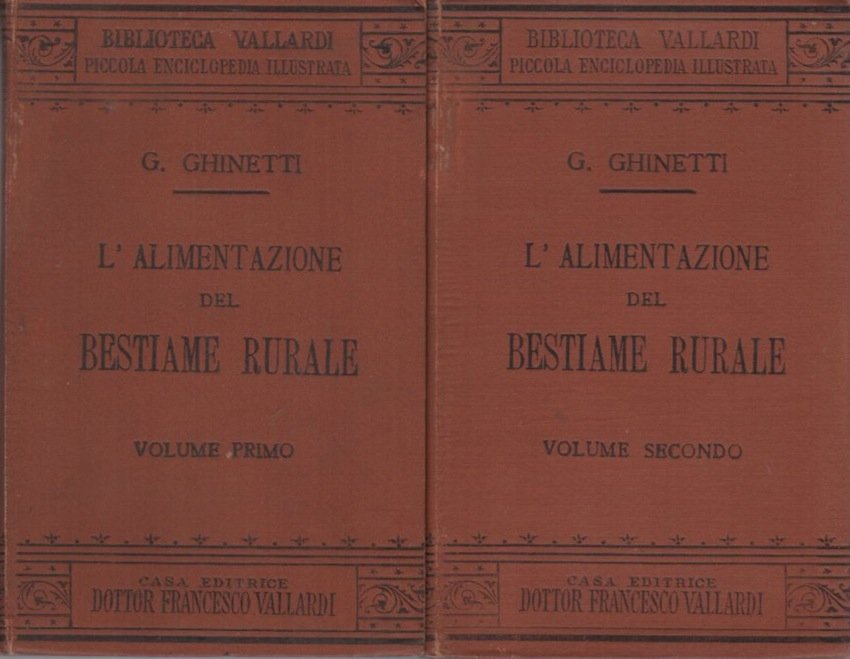 BIBLIOTECA VALLARDI
PICCOLA ENCICLOPEDIA ILLUSTRATA
G. GHINETTI
L' ALIMENTAZIONE
DEL
BESTIAME RURALE
VOLUME PRIMO
CASA EDITRICE
DOTTOR FRANCESCO VALLARDI
BIBLIOTECA VALLARDI
PICCOLA ENCICLOPEDIA ILLUSTRATA
G. GHINETTI
L' ALIMENTAZIONE
DEL
BESTIAME RURALE
VOLUME SECONDO
CASA EDITRICE
DOTTOR FRANCESCO VALLARDI